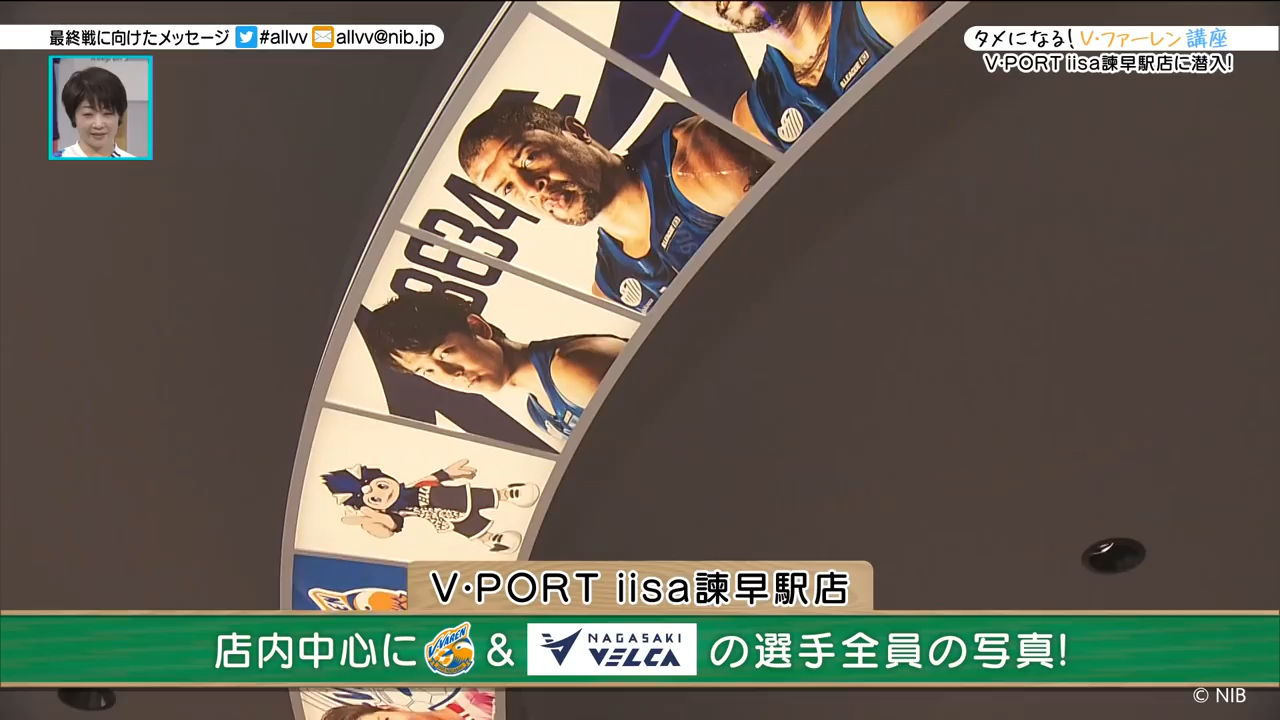 最終戦に向けたメッセージ #allvv allvv@nib.jp
タメになる!V・ファーレン講座
V・PORT iisa諫早駅店に潜入!
8634
V・PORT iisa諫早駅店
店内中心に V・VAREN & NAGASAKI VELCA の選手全員の写真!
© NIB